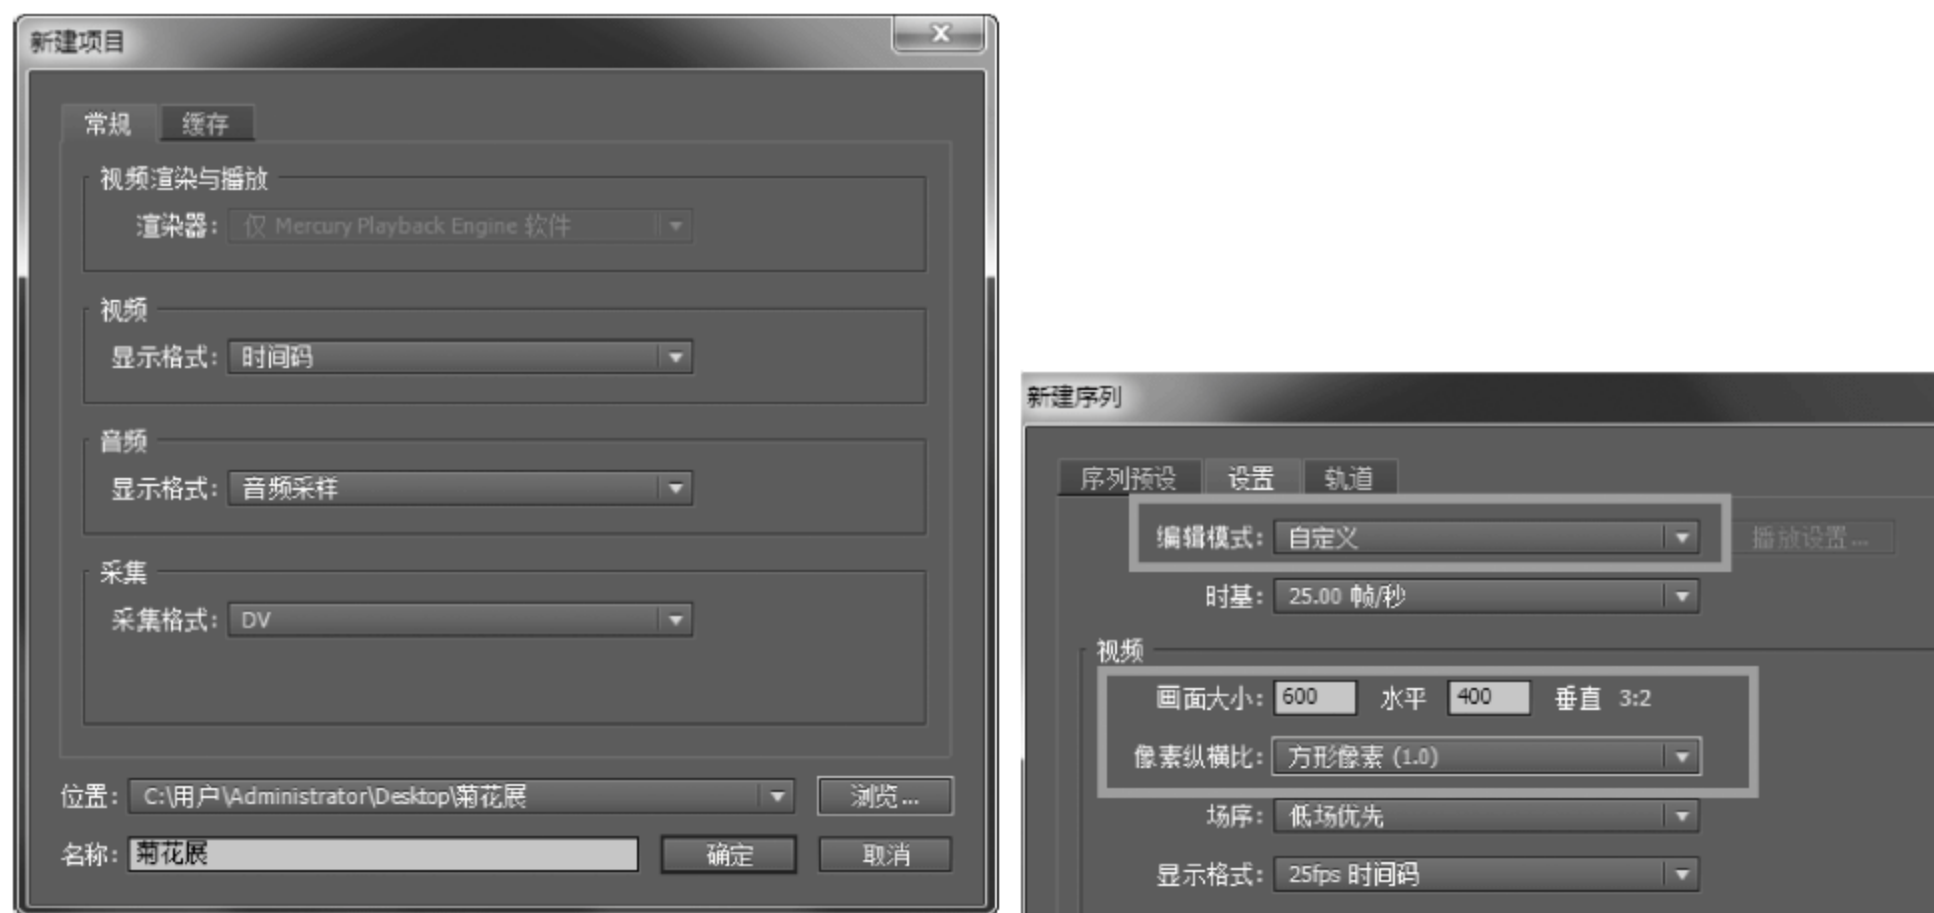 新建项目
常规 缓存
视频渲染与播放
渲染器: 仅 Mercury Playback Engine 软件
视频
显示格式: 时间码
音频
显示格式: 音频采样
采集
采集格式: DV
位置: C:\用户\Administrator\Desktop\菊花展 浏览...
名称: 菊花展 确定 取消
新建序列
序列预设 设置 轨道
编辑模式: 自定义 播放设置...
时基: 25.00 帧/秒
视频
画面大小: 600 水平 400 垂直 3:2
像素纵横比: 方形像素 (1.0)
场序: 低场优先
显示格式: 25fps 时间码